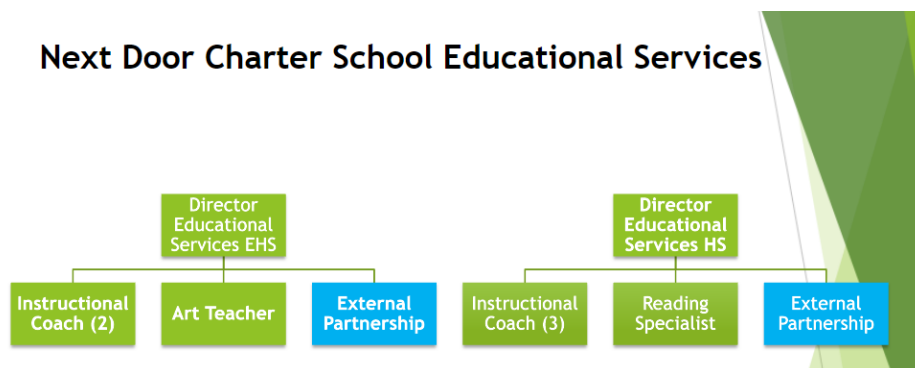 Next Door Charter School Educational Services
Director
Educational
Services EHS
Instructional
Coach (2)
Art Teacher
External
Partnership
Director
Educational
Services HS
Instructional
Coach (3)
Reading
Specialist
External
Partnership